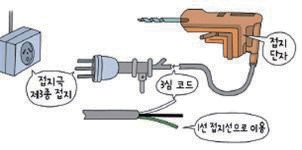 접지
단자
접지극
제3종 접지
3심 코드
1선 접지선으로 이용